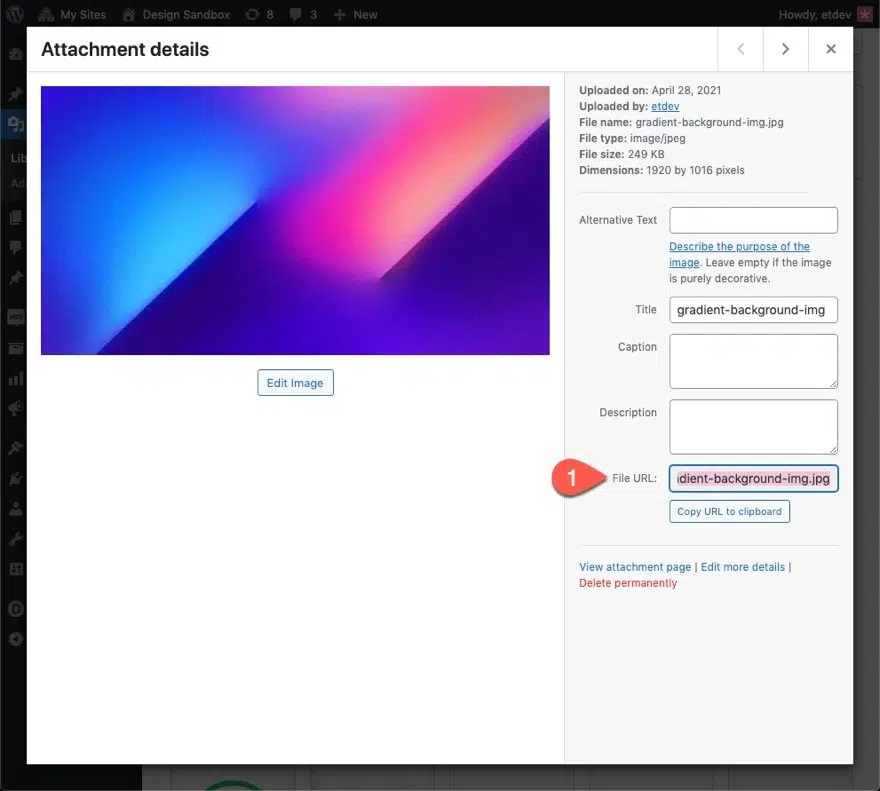 My Sites Design Sandbox 8 3 New Howdy, etdev
Attachment details
Lib
Ad
Uploaded on: April 28, 2021
Uploaded by: etdev
File name: gradient-background-img.jpg
File type: image/jpeg
File size: 249 KB
Dimensions: 1920 by 1016 pixels
Alternative Text
Describe the purpose of the
image. Leave empty if the image
is purely decorative.
Title gradient-background-img
Edit Image
Caption
Description
1 File URL: dient-background-img.jpg
Copy URL to clipboard
View attachment page | Edit more details |
Delete permanently